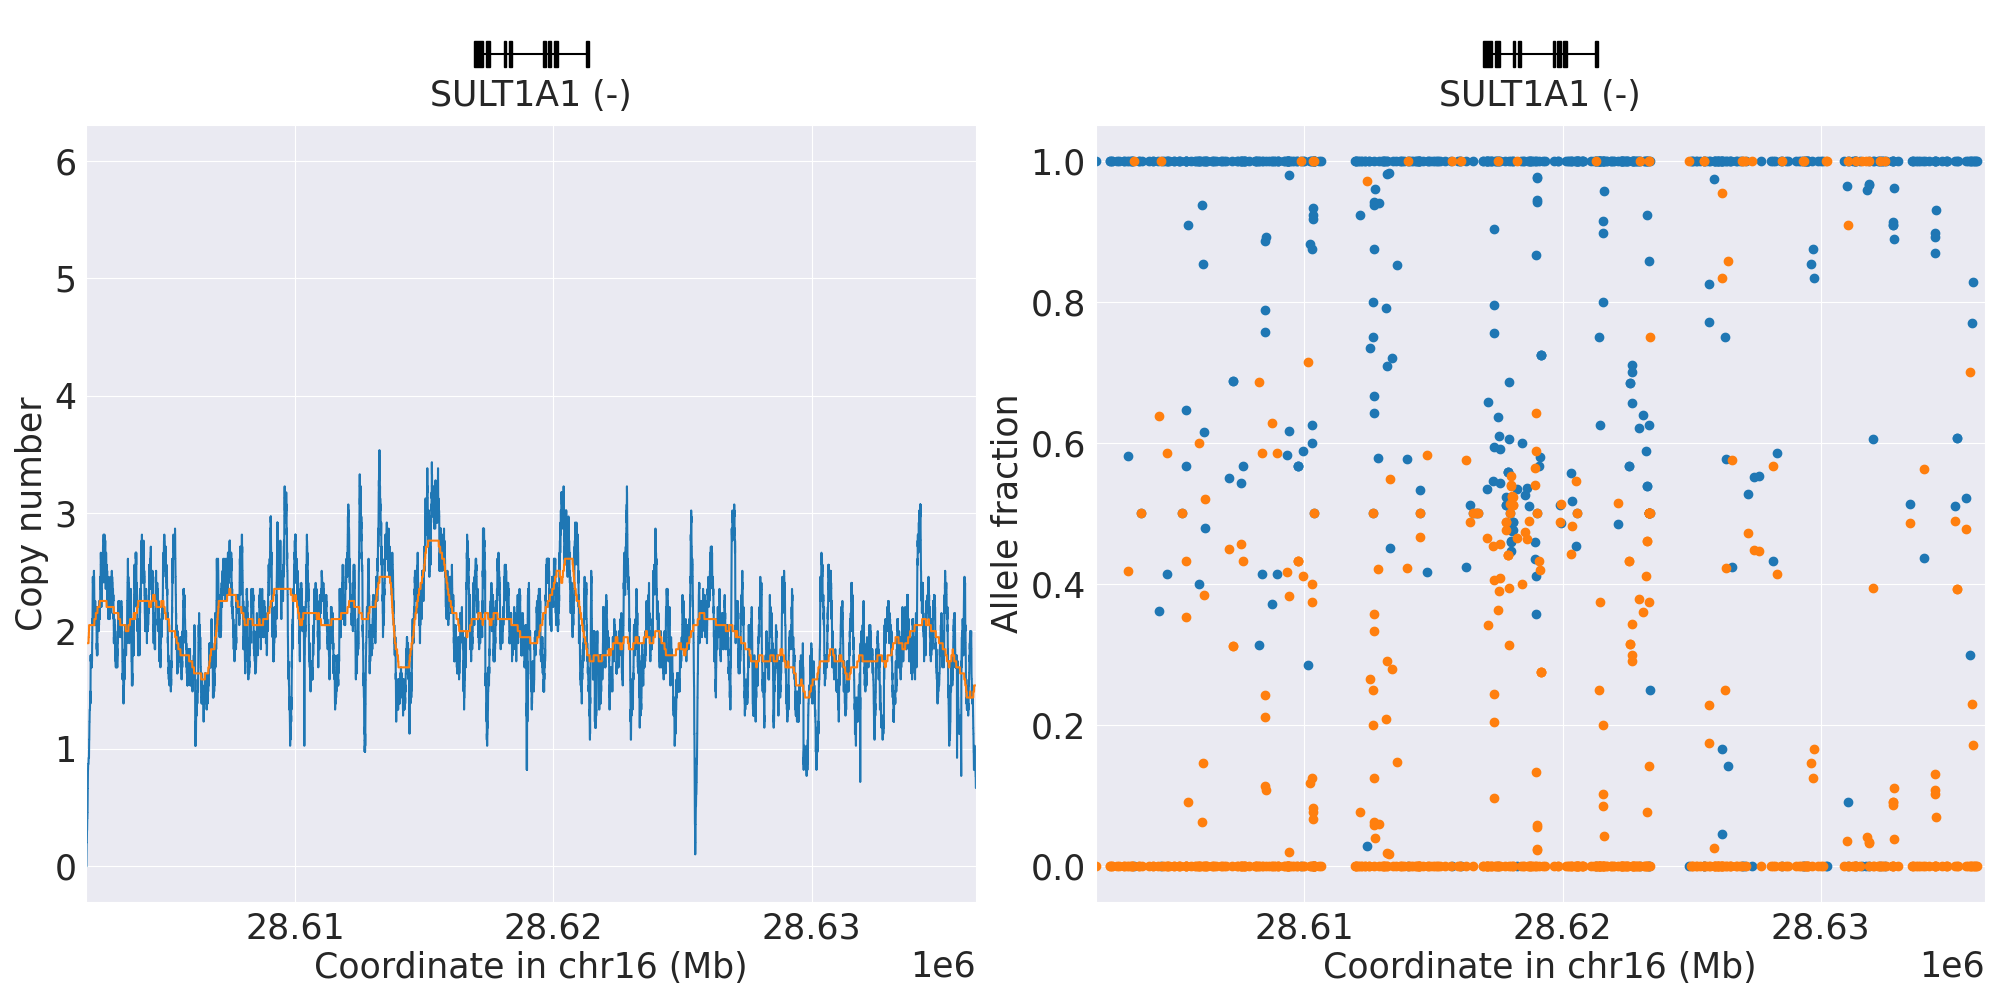 SULT1A1 (-)
Copy number
6
5
4
3
2
1
0
28.61
28.62
28.63
Coordinate in chr16 (Mb)
1e6
SULT1A1 (-)
Allele fraction
1.0
0.8
0.6
0.4
0.2
0.0
28.61
28.62
28.63
Coordinate in chr16 (Mb)
1e6